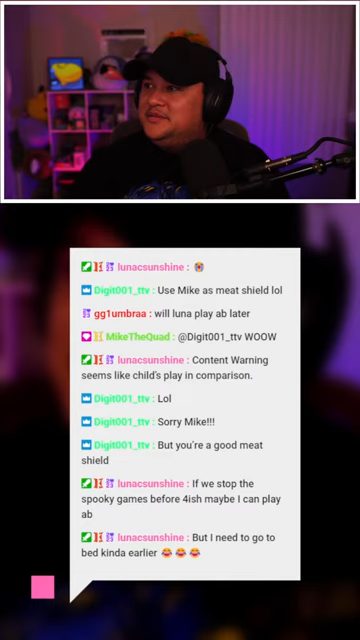 lunacsunshine : 😭
Digit001_ttv : Use Mike as meat shield lol
gg1umbraa : will luna play ab later
MikeTheQuad : @Digit001_ttv WOOW
lunacsunshine : Content Warning
seems like child's play in comparison.
Digit001_ttv : Lol
Digit001_ttv : Sorry Mike!!!
Digit001_ttv : But you're a good meat
shield
lunacsunshine : If we stop the
spooky games before 4ish maybe I can play
ab
lunacsunshine : But I need to go to
bed kinda earlier 😂 😂 😂